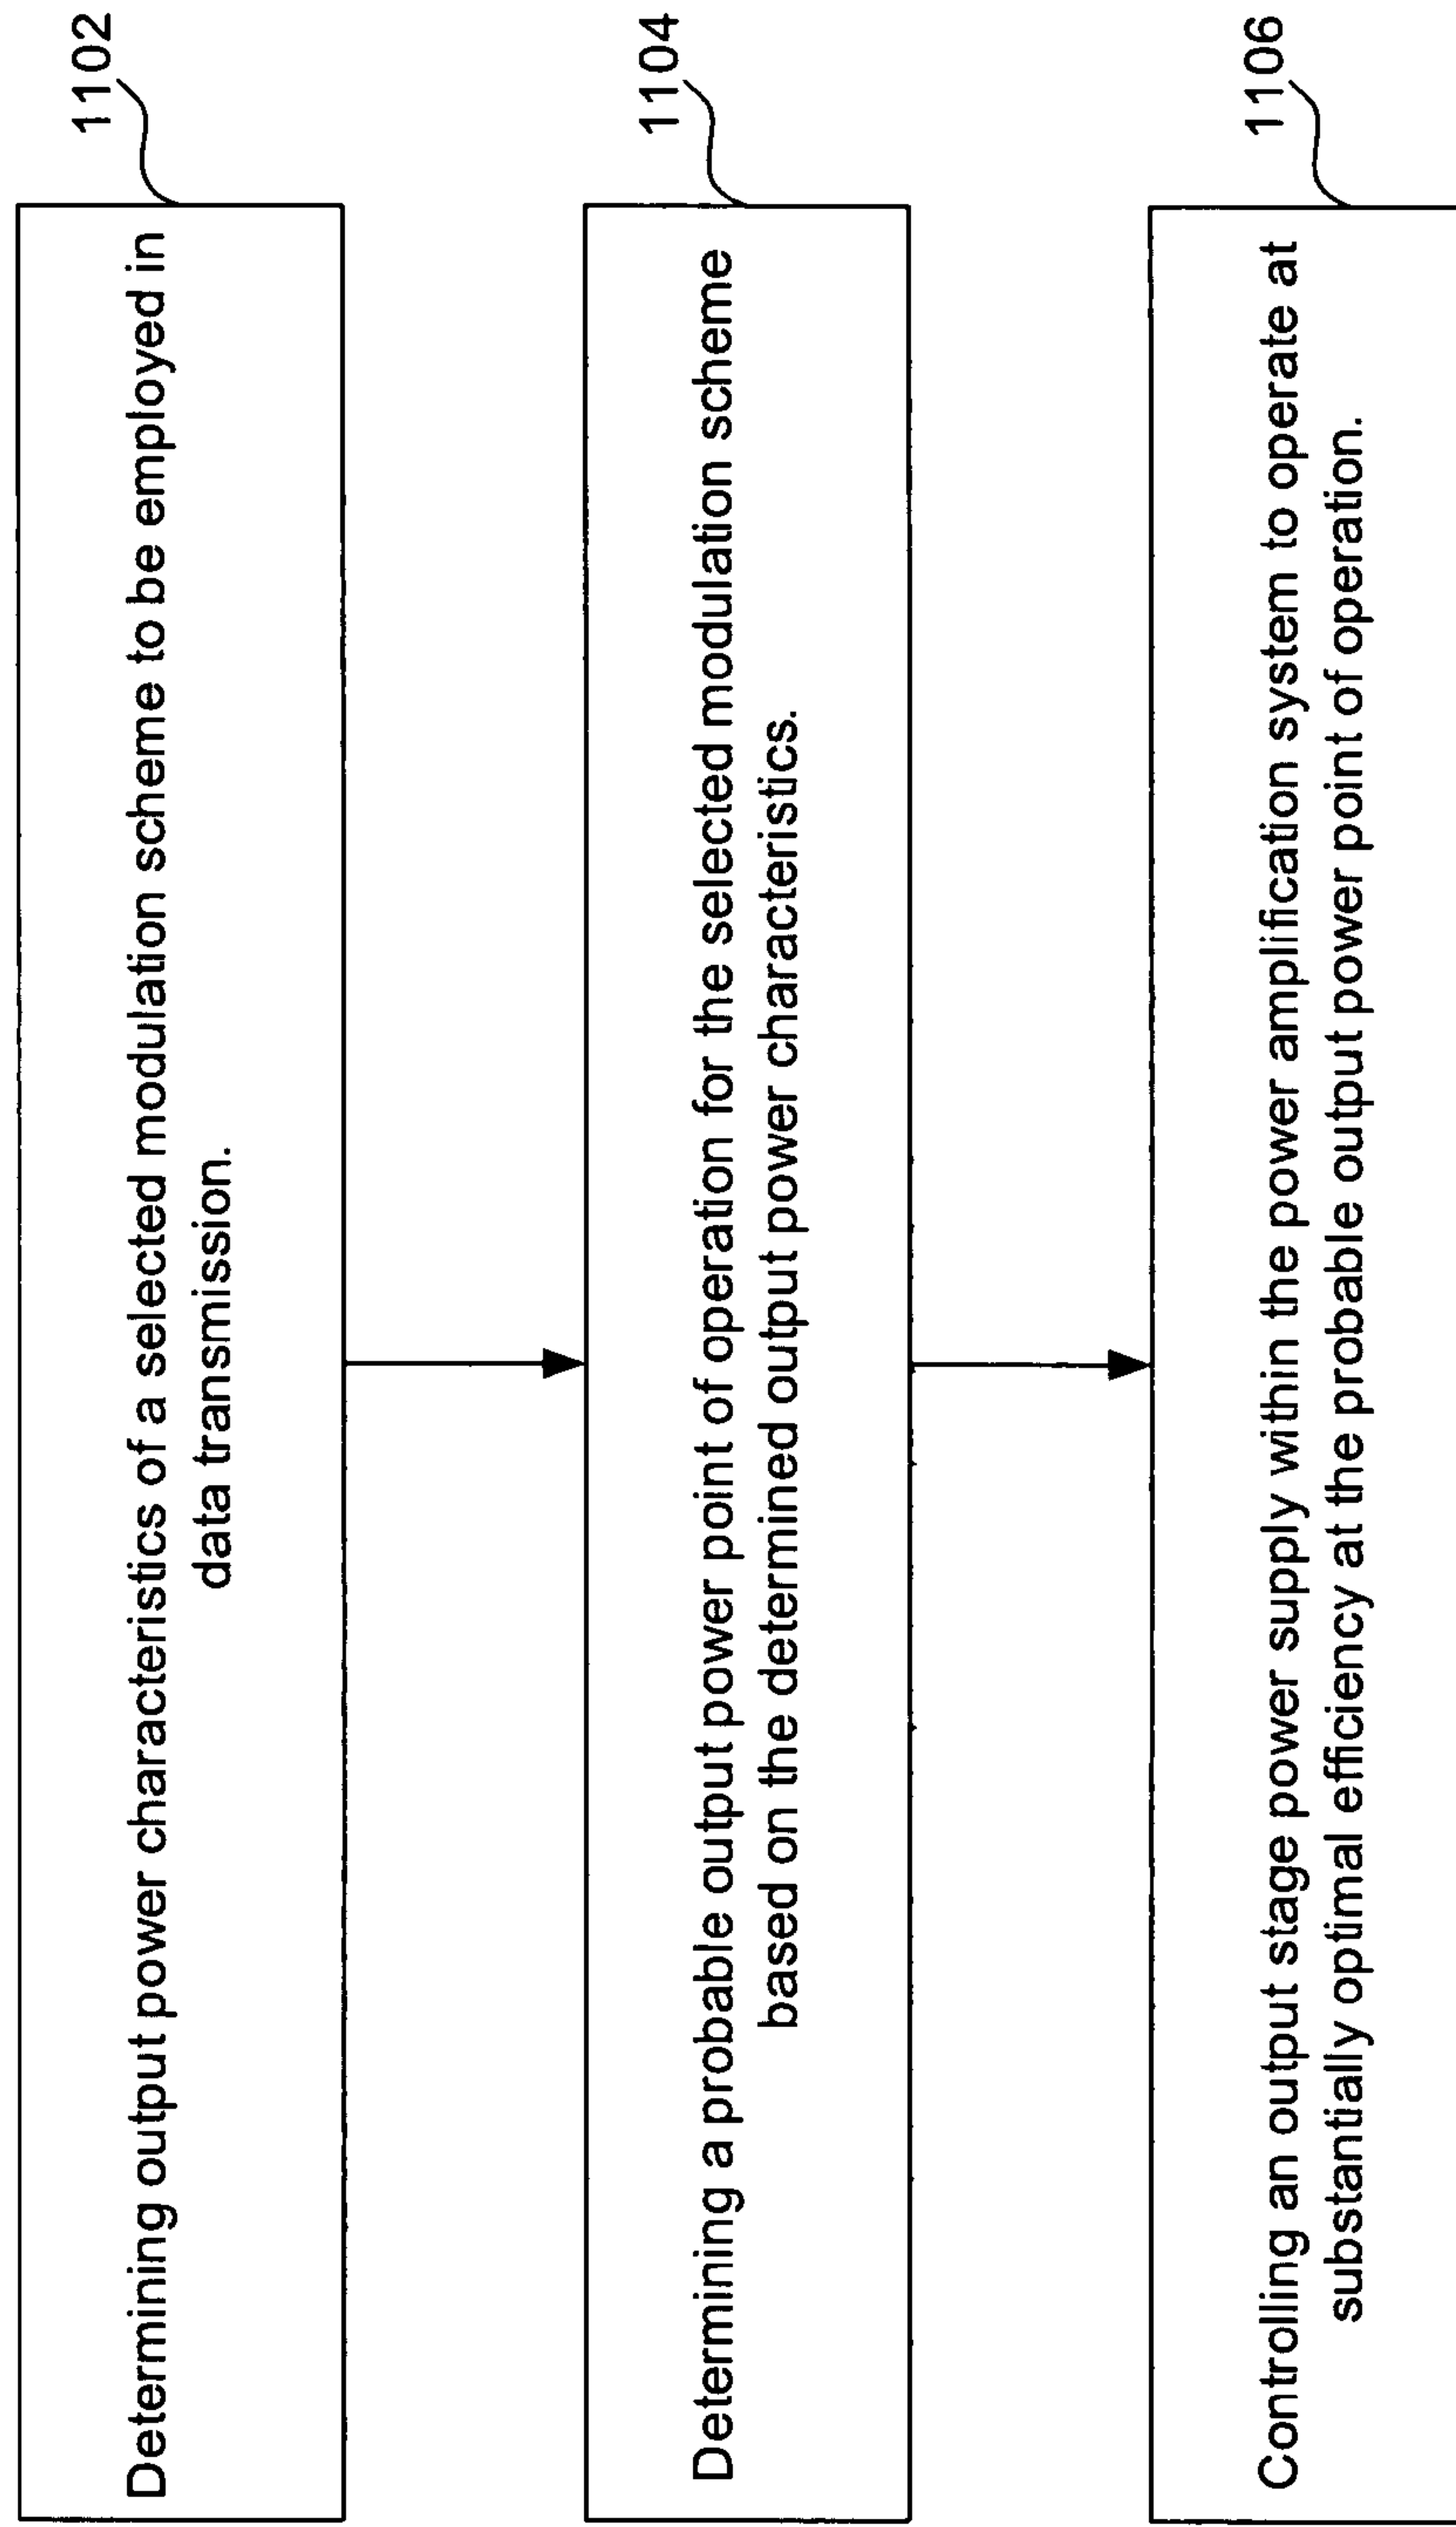 1102
Determining output power characteristics of a selected modulation scheme to be employed in
data transmission.
1104
Determining a probable output power point of operation for the selected modulation scheme
based on the determined output power characteristics.
1106
Controlling an output stage power supply within the power amplification system to operate at
substantially optimal efficiency at the probable output power point of operation.